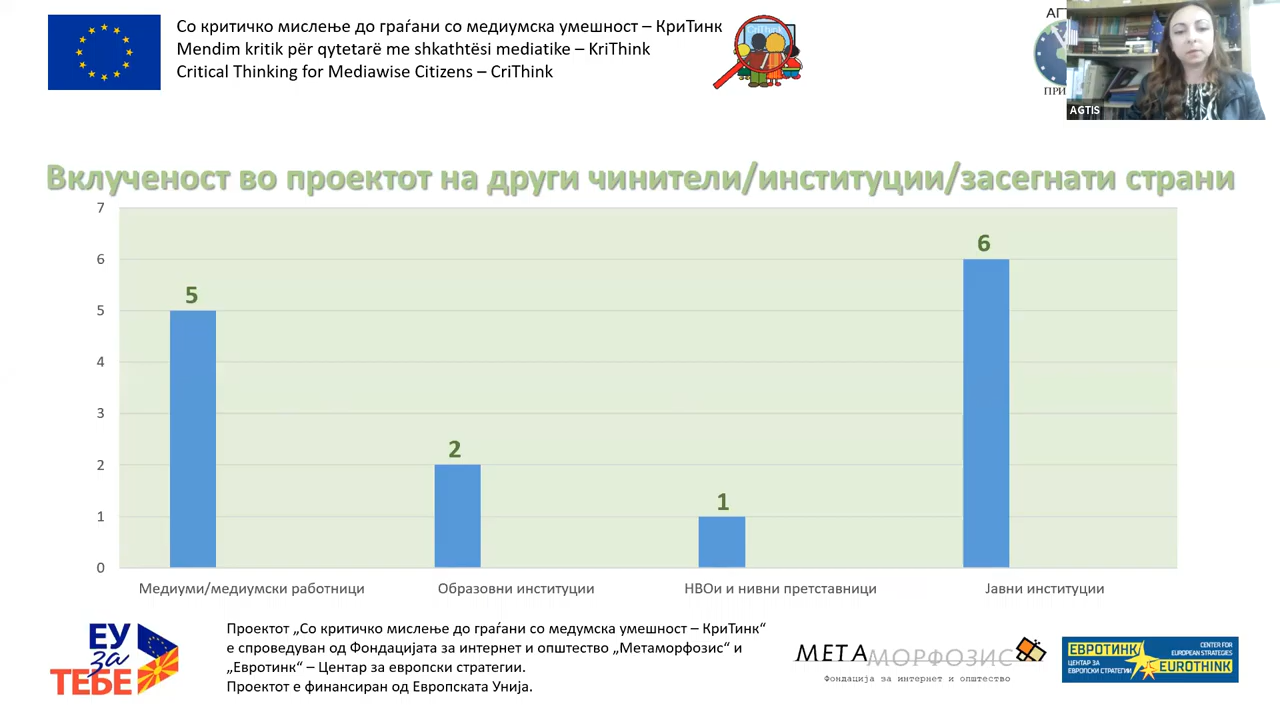 Со критичко мислење до граѓани со медиумска умешност – КриТинк
Mendim kritik për qytetarë me shkathtësi mediatike – KriThink
Critical Thinking for Mediawise Citizens – CriThink
CriThink
АГ
ПРИ
AGTIS
Вклученост во проектот на други чинители/институции/засегнати страни
7
6
5
4
3
2
1
0
5
2
1
6
Медиуми/медиумски работници
Образовни институции
НВОи и нивни претставници
Јавни институции
ЕУ
за
ТЕБЕ
Проектот „Со критичко мислење до граѓани со медумска умешност – КриТинк“
е спроведуван од Фондацијата за интернет и општество „Метаморфозис“ и
„Евротинк“ – Центар за европски стратегии.
Проектот е финансиран од Европската Унија.
МЕТАМОРФОЗИС
Фондација за интернет и општество
ЕВРОТИНК
ЦЕНТАР ЗА
ЕВРОПСКИ СТРАТЕГИИ
CENTER FOR
EUROPEAN STRATEGIES
EUROTHINK